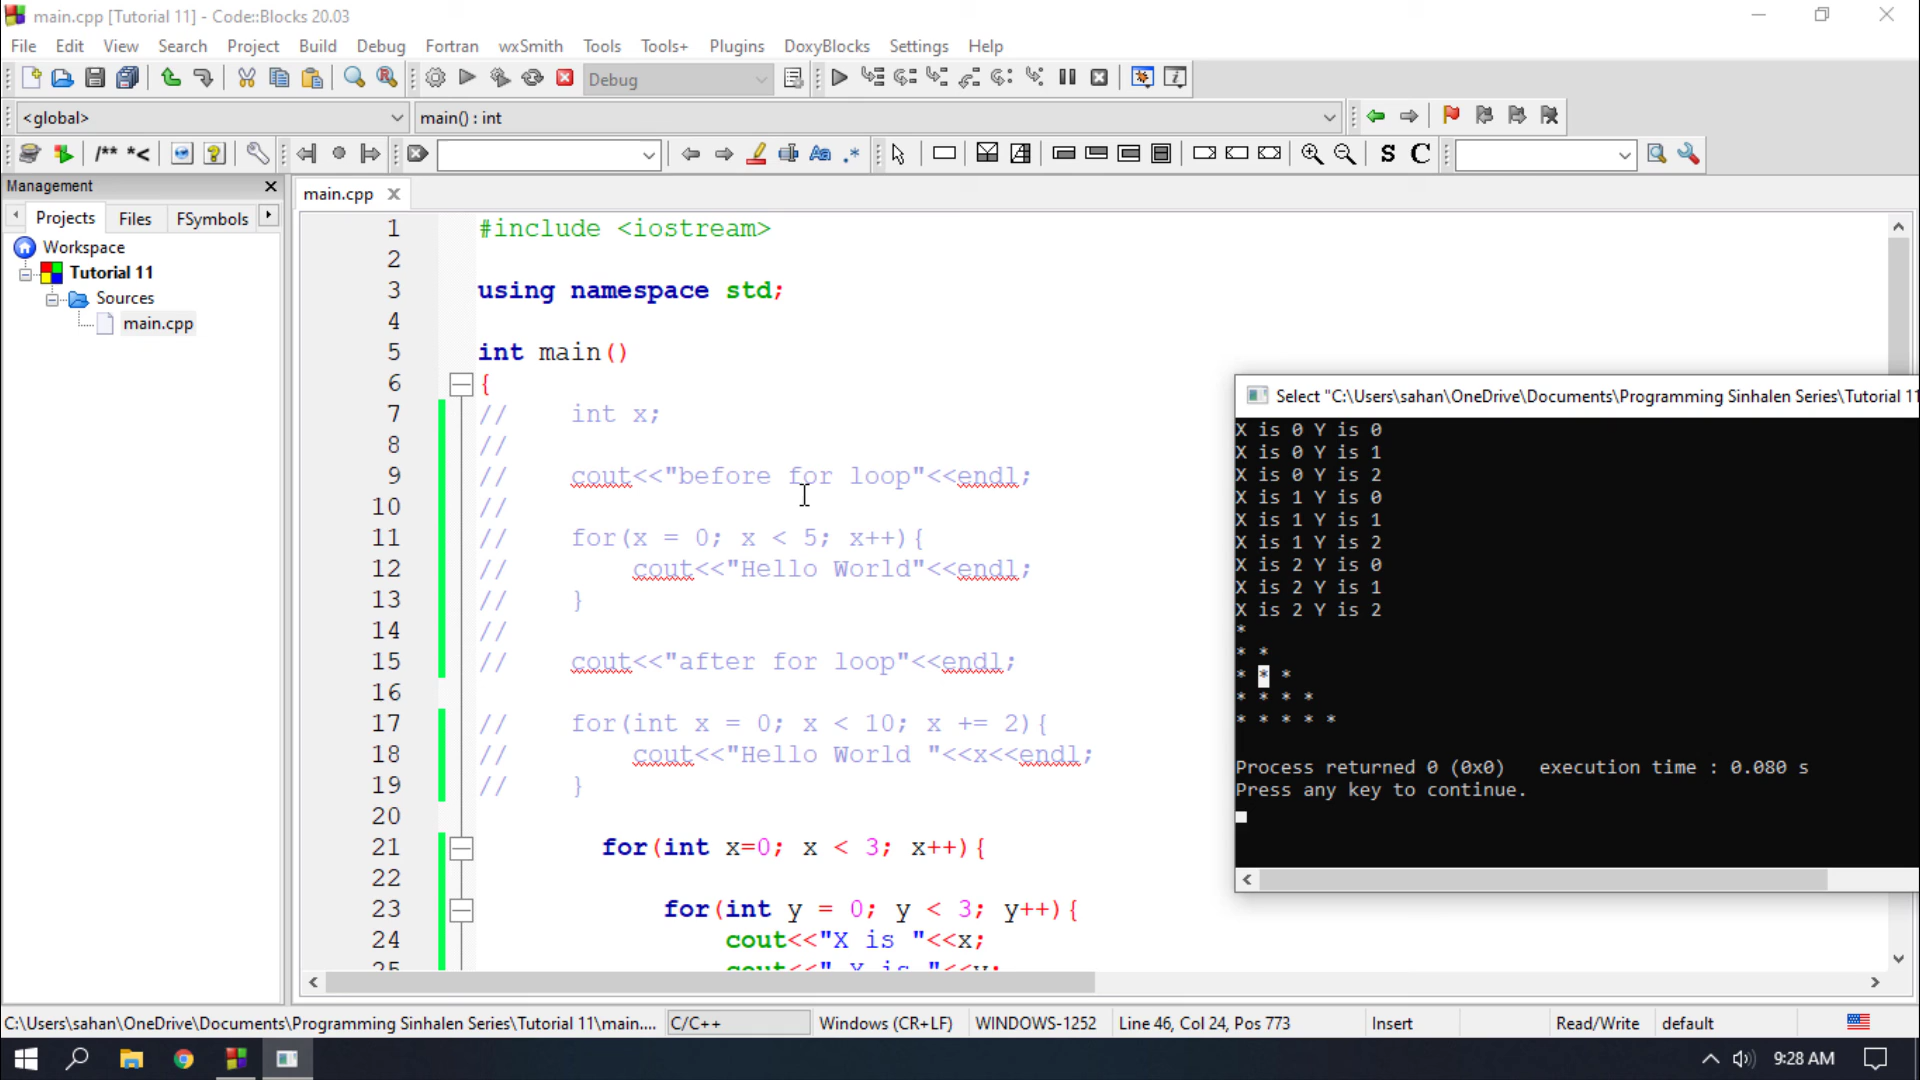 main.cpp [Tutorial 11] - Code::Blocks 20.03
File Edit View Search Project Build Debug Fortran wxSmith Tools Tools+ Plugins DoxyBlocks Settings Help
Debug
<global> main() : int
/** *< S C
Management
Projects Files FSymbols
Workspace
Tutorial 11
Sources
main.cpp
main.cpp
1 #include <iostream>
2
3 using namespace std;
4
5 int main()
6 {
7 // int x;
8 //
9 // cout<<"before for loop"<<endl;
10 //
11 // for(x = 0; x < 5; x++){
12 // cout<<"Hello World"<<endl;
13 // }
14 //
15 // cout<<"after for loop"<<endl;
16
17 // for(int x = 0; x < 10; x += 2){
18 // cout<<"Hello World "<<x<<endl;
19 // }
20
21 for(int x=0; x < 3; x++){
22
23 for(int y = 0; y < 3; y++){
24 cout<<"X is "<<x;
25 cout<<" Y is "<<y;
Select "C:\Users\sahan\OneDrive\Documents\Programming Sinhalen Series\Tutorial 11
X is 0 Y is 0
X is 0 Y is 1
X is 0 Y is 2
X is 1 Y is 0
X is 1 Y is 1
X is 1 Y is 2
X is 2 Y is 0
X is 2 Y is 1
X is 2 Y is 2
*
* *
* * *
* * * *
* * * * *
Process returned 0 (0x0) execution time : 0.080 s
Press any key to continue.
C:\Users\sahan\OneDrive\Documents\Programming Sinhalen Series\Tutorial 11\main.... C/C++ Windows (CR+LF) WINDOWS-1252 Line 46, Col 24, Pos 773 Insert Read/Write default
9:28 AM